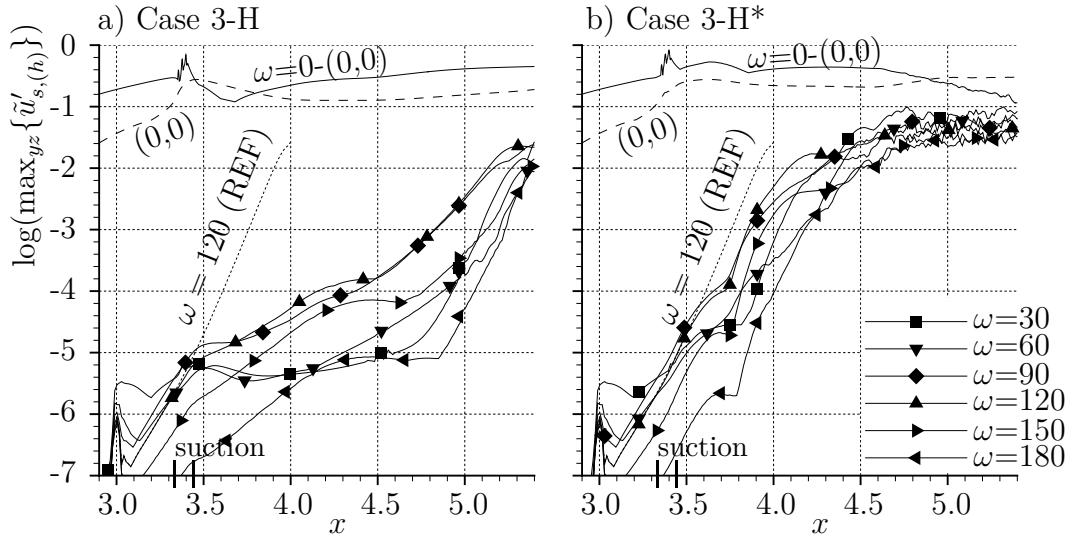 a) Case 3-H
b) Case 3-H*
log(max_{yz}{ũ'_{s,(h)}})
0
-1
-2
-3
-4
-5
-6
-7
ω=0-(0,0)
(0,0)
ω = 120 (REF)
suction
3.0 3.5 4.0 4.5 5.0
x
ω=0-(0,0)
(0,0)
ω = 120 (REF)
suction
3.0 3.5 4.0 4.5 5.0
x
ω=30
ω=60
ω=90
ω=120
ω=150
ω=180